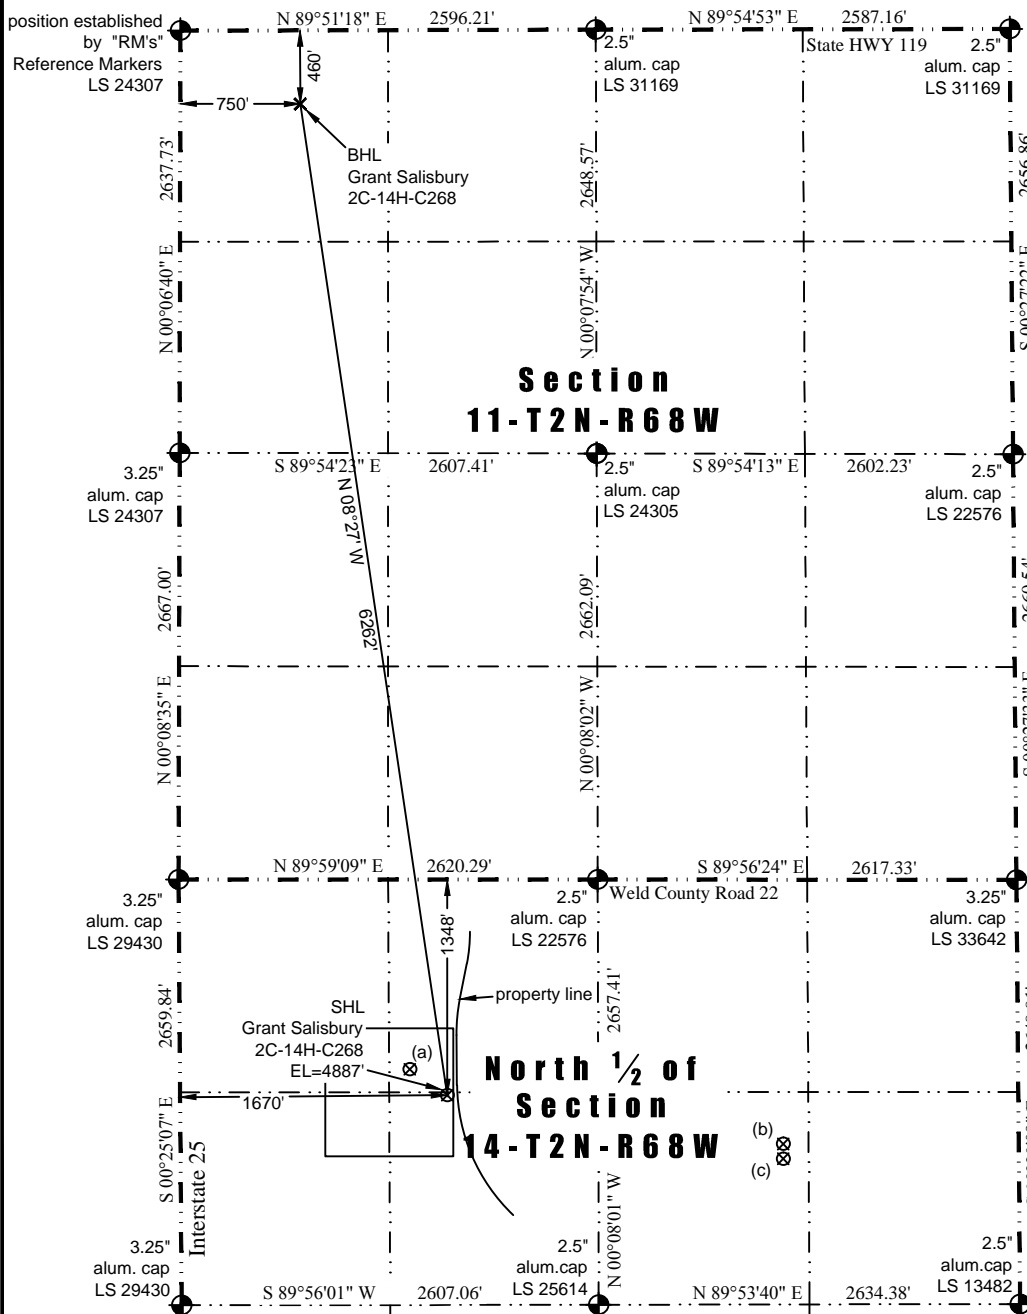 position established
by "RM's"
Reference Markers
LS 24307
N 89°51'18" E 2596.21'
N 89°54'53" E 2587.16'
State HWY 119
2.5"
alum. cap
LS 31169
2.5"
alum. cap
LS 31169
460'
750'
BHL
Grant Salisbury
2C-14H-C268
2637.73'
2648.57'
2656.86'
N 00°06'40" E
N 00°07'54" W
S 00°27'22" E
Section
11-T2N-R68W
S 89°54'23" E 2607.41'
S 89°54'13" E 2602.23'
3.25"
alum. cap
LS 24307
2.5"
alum. cap
LS 24305
2.5"
alum. cap
LS 22576
N 08°27' W
6262'
2667.00'
2662.09'
N 00°08'35" E
N 00°08'02" W
N 89°59'09" E 2620.29'
S 89°56'24" E 2617.33'
Weld County Road 22
3.25"
alum. cap
LS 29430
2.5"
alum. cap
LS 22576
3.25"
alum. cap
LS 33642
1348'
property line
2659.84'
2657.41'
SHL
Grant Salisbury
2C-14H-C268
EL=4887'
(a)
1670'
North ½ of
Section
14-T2N-R68W
(b)
(c)
S 00°25'07" E
Interstate 25
N 00°08'01" W
3.25"
alum. cap
LS 29430
2.5"
alum.cap
LS 25614
2.5"
alum.cap
LS 13482
S 89°56'01" W 2607.06'
N 89°53'40" E 2634.38'